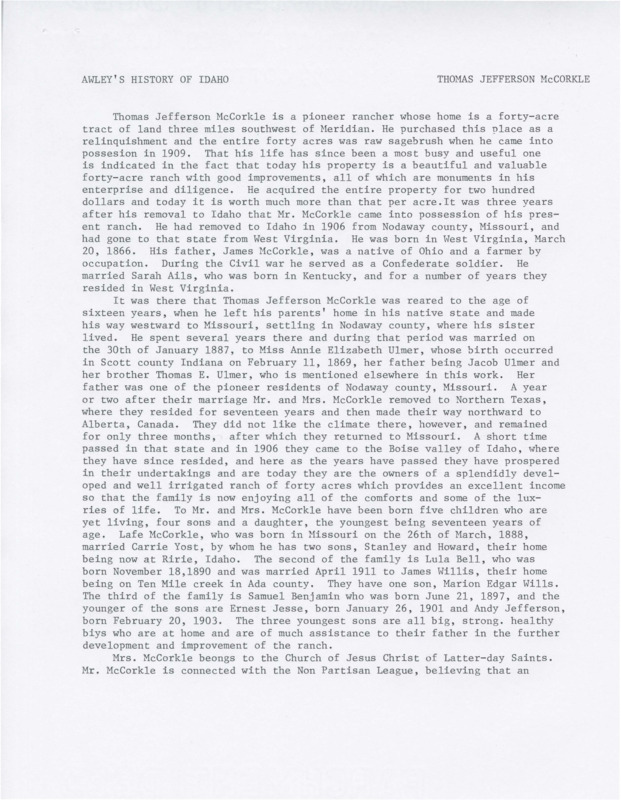 AWLEY'S HISTORY OF IDAHO THOMAS JEFFERSON McCORKLE
Thomas Jefferson McCorkle is a pioneer rancher whose home is a forty-acre
tract of land three miles southwest of Meridian. He purchased this place as a
relinquishment and the entire forty acres was raw sagebrush when he came into
possesion in 1909. That his life has since been a most busy and useful one
is indicated in the fact that today his property is a beautiful and valuable
forty-acre ranch with good improvements, all of which are monuments in his
enterprise and diligence. He acquired the entire property for two hundred
dollars and today it is worth much more than that per acre.It was three years
after his removal to Idaho that Mr. McCorkle came into possession of his pres-
ent ranch. He had removed to Idaho in 1906 from Nodaway county, Missouri, and
had gone to that state from West Virginia. He was born in West Virginia, March
20, 1866. His father, James McCorkle, was a native of Ohio and a farmer by
occupation. During the Civil war he served as a Confederate soldier. He
married Sarah Ails, who was born in Kentucky, and for a number of years they
resided in West Virginia.
It was there that Thomas Jefferson McCorkle was reared to the age of
sixteen years, when he left his parents' home in his native state and made
his way westward to Missouri, settling in Nodaway county, where his sister
lived. He spent several years there and during that period was married on
the 30th of January 1887, to Miss Annie Elizabeth Ulmer, whose birth occurred
in Scott county Indiana on February 11, 1869, her father being Jacob Ulmer and
her brother Thomas E. Ulmer, who is mentioned elsewhere in this work. Her
father was one of the pioneer residents of Nodaway county, Missouri. A year
or two after their marriage Mr. and Mrs. McCorkle removed to Northern Texas,
where they resided for seventeen years and then made their way northward to
Alberta, Canada. They did not like the climate there, however, and remained
for only three months, after which they returned to Missouri. A short time
passed in that state and in 1906 they came to the Boise valley of Idaho, where
they have since resided, and here as the years have passed they have prospered
in their undertakings and are today they are the owners of a splendidly devel-
oped and well irrigated ranch of forty acres which provides an excellent income
so that the family is now enjoying all of the comforts and some of the lux-
ries of life. To Mr. and Mrs. McCorkle have been born five children who are
yet living, four sons and a daughter, the youngest being seventeen years of
age. Lafe McCorkle, who was born in Missouri on the 26th of March, 1888,
married Carrie Yost, by whom he has two sons, Stanley and Howard, their home
being now at Ririe, Idaho. The second of the family is Lula Bell, who was
born November 18,1890 and was married April 1911 to James Willis, their home
being on Ten Mile creek in Ada county. They have one son, Marion Edgar Wills.
The third of the family is Samuel Benjamin who was born June 21, 1897, and the
younger of the sons are Ernest Jesse, born January 26, 1901 and Andy Jefferson,
born February 20, 1903. The three youngest sons are all big, strong. healthy
biys who are at home and are of much assistance to their father in the further
development and improvement of the ranch.
Mrs. McCorkle beongs to the Church of Jesus Christ of Latter-day Saints.
Mr. McCorkle is connected with the Non Partisan League, believing that an